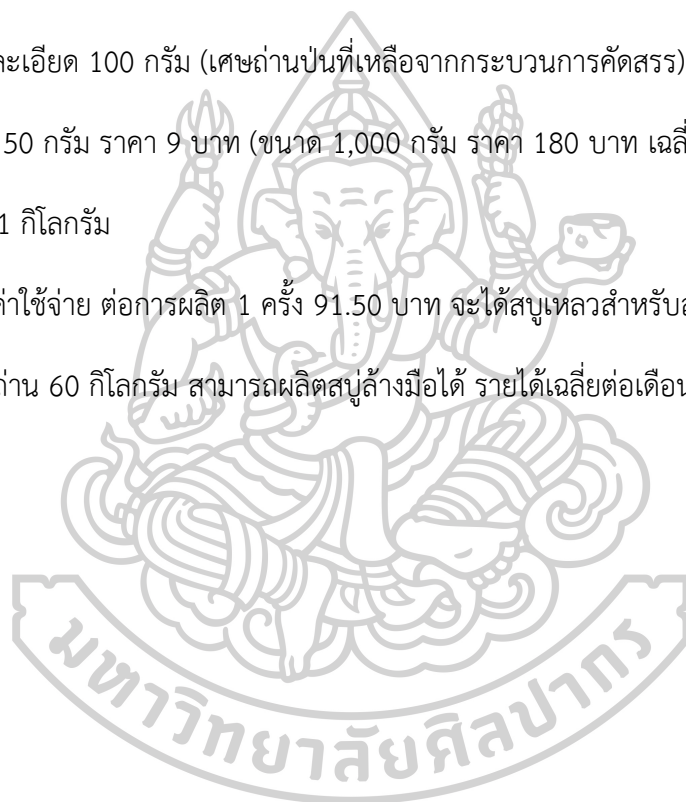 ละเอียด 100 กรัม (เศษถ่านป่นที่เหลือจากกระบวนการคัดสรร)
50 กรัม ราคา 9 บาท (ขนาด 1,000 กรัม ราคา 180 บาท เฉลี่
1 กิโลกรัม
ค่าใช้จ่าย ต่อการผลิต 1 ครั้ง 91.50 บาท จะได้สบู่เหลวสำหรับล
ถ่าน 60 กิโลกรัม สามารถผลิตสบู่ล้างมือได้ รายได้เฉลี่ยต่อเดือน
มหาวิทยาลัยศิลปากร